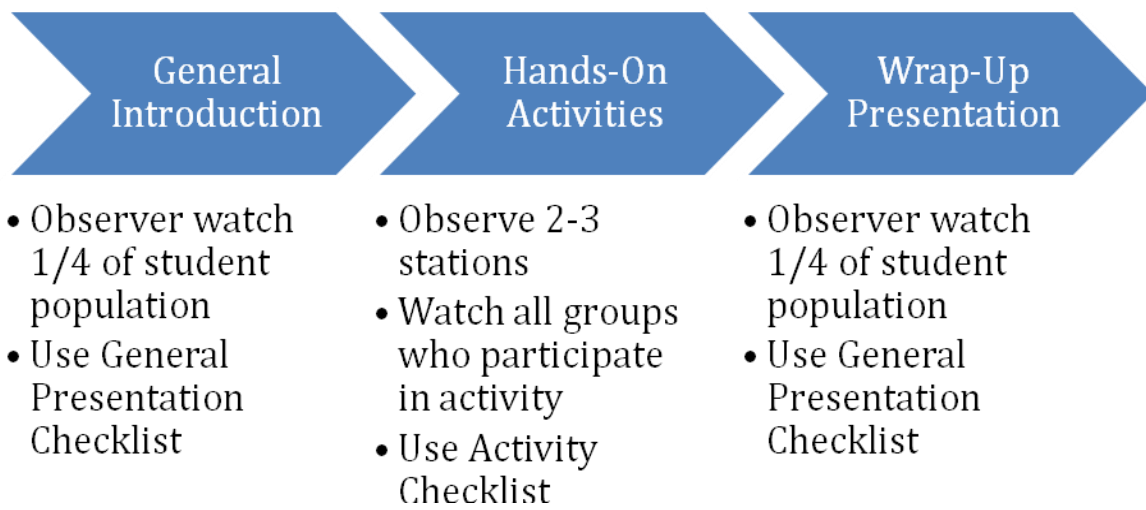 General
Introduction
• Observer watch
1/4 of student
population
• Use General
Presentation
Checklist
Hands-On
Activities
• Observe 2-3
stations
• Watch all groups
who participate
in activity
• Use Activity
Checklist
Wrap-Up
Presentation
• Observer watch
1/4 of student
population
• Use General
Presentation
Checklist